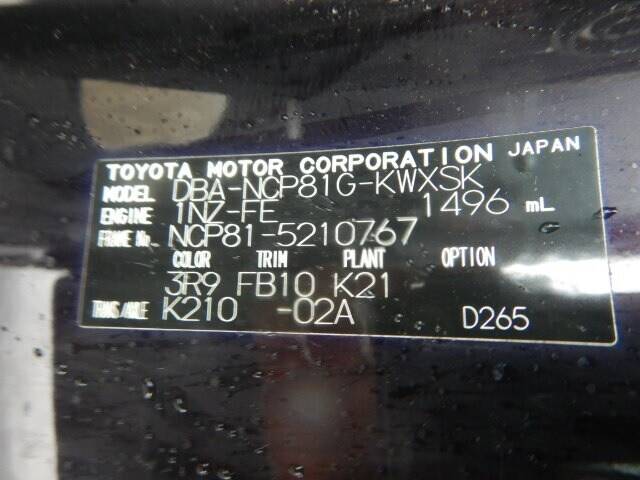 TOYOTA MOTOR CORPORATION JAPAN
MODEL DBA-NCP81G-KWXSK
ENGINE 1NZ-FE 1496 mL
FRAME No. NCP81-5210767
COLOR TRIM PLANT OPTION
3R9 FB10 K21 -
TRANS/AXLE K210 -02A D265